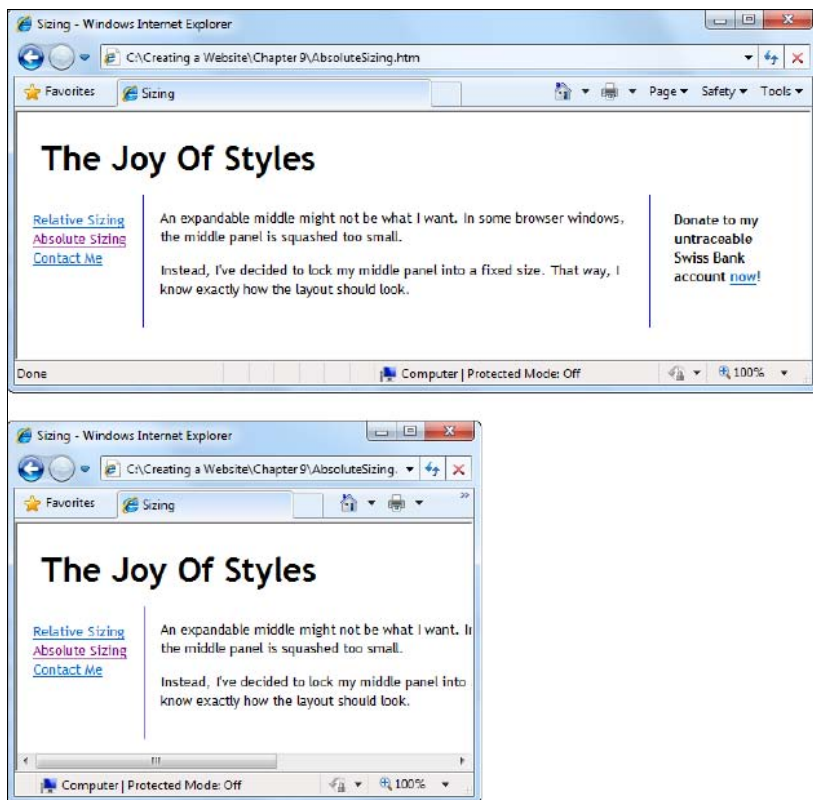 Sizing - Windows Internet Explorer
C:\Creating a Website\Chapter 9\AbsoluteSizing.htm
Favorites Sizing Page Safety Tools
The Joy Of Styles
Relative Sizing
Absolute Sizing
Contact Me
An expandable middle might not be what I want. In some browser windows,
the middle panel is squashed too small.
Instead, I've decided to lock my middle panel into a fixed size. That way, I
know exactly how the layout should look.
Donate to my
untraceable
Swiss Bank
account now!
Done Computer | Protected Mode: Off 100%
Sizing - Windows Internet Explorer
C:\Creating a Website\Chapter 9\AbsoluteSizing.
Favorites Sizing »
The Joy Of Styles
Relative Sizing
Absolute Sizing
Contact Me
An expandable middle might not be what I want. In
the middle panel is squashed too small.
Instead, I've decided to lock my middle panel into
know exactly how the layout should look.
Computer | Protected Mode: Off 100%